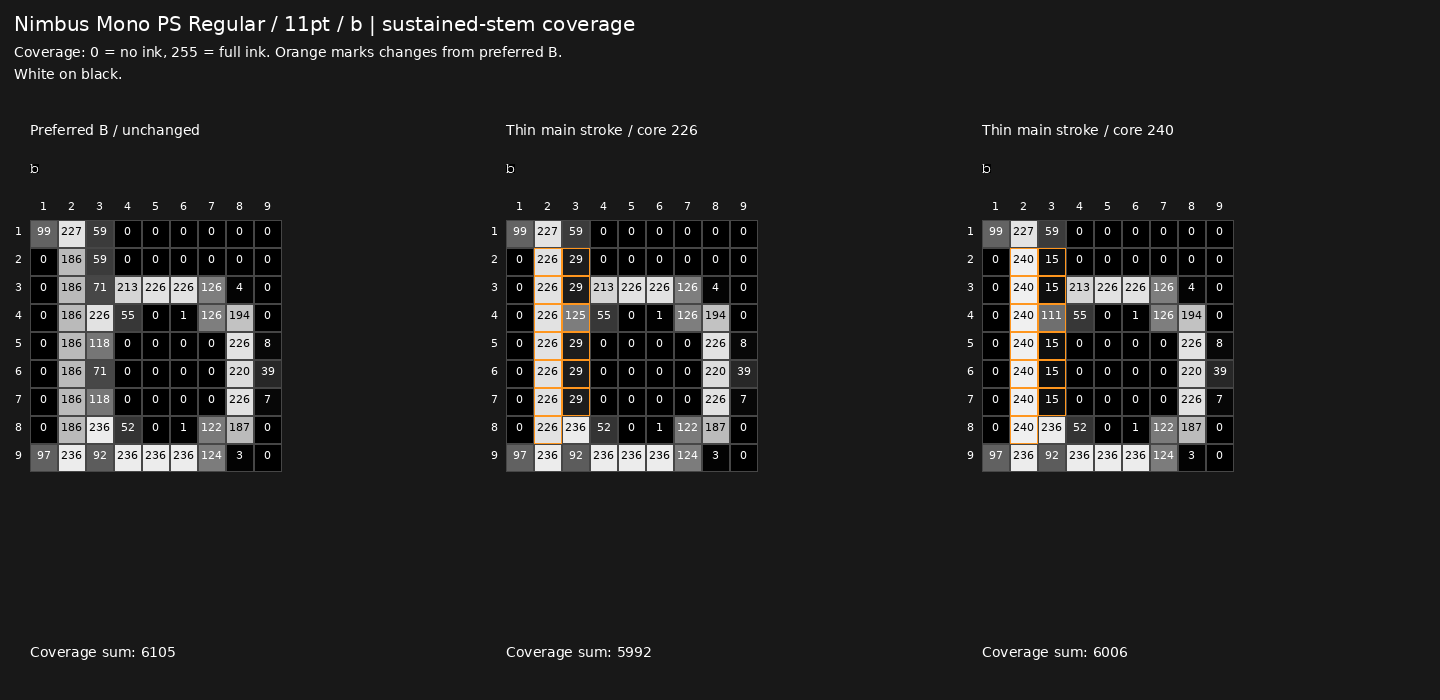 Nimbus Mono PS Regular / 11pt / b | sustained-stem coverage
Coverage: 0 = no ink, 255 = full ink. Orange marks changes from preferred B.
White on black.
Preferred B / unchanged
b
1 2 3 4 5 6 7 8 9
1 99 227 59 0 0 0 0 0 0
2 0 186 59 0 0 0 0 0 0
3 0 186 71 213 226 226 126 4 0
4 0 186 226 55 0 1 126 194 0
5 0 186 118 0 0 0 0 226 8
6 0 186 71 0 0 0 0 220 39
7 0 186 118 0 0 0 0 226 7
8 0 186 236 52 0 1 122 187 0
9 97 236 92 236 236 236 124 3 0
Coverage sum: 6105
Thin main stroke / core 226
b
1 2 3 4 5 6 7 8 9
1 99 227 59 0 0 0 0 0 0
2 0 226 29 0 0 0 0 0 0
3 0 226 29 213 226 226 126 4 0
4 0 226 125 55 0 1 126 194 0
5 0 226 29 0 0 0 0 226 8
6 0 226 29 0 0 0 0 220 39
7 0 226 29 0 0 0 0 226 7
8 0 226 236 52 0 1 122 187 0
9 97 236 92 236 236 236 124 3 0
Coverage sum: 5992
Thin main stroke / core 240
b
1 2 3 4 5 6 7 8 9
1 99 227 59 0 0 0 0 0 0
2 0 240 15 0 0 0 0 0 0
3 0 240 15 213 226 226 126 4 0
4 0 240 111 55 0 1 126 194 0
5 0 240 15 0 0 0 0 226 8
6 0 240 15 0 0 0 0 220 39
7 0 240 15 0 0 0 0 226 7
8 0 240 236 52 0 1 122 187 0
9 97 236 92 236 236 236 124 3 0
Coverage sum: 6006